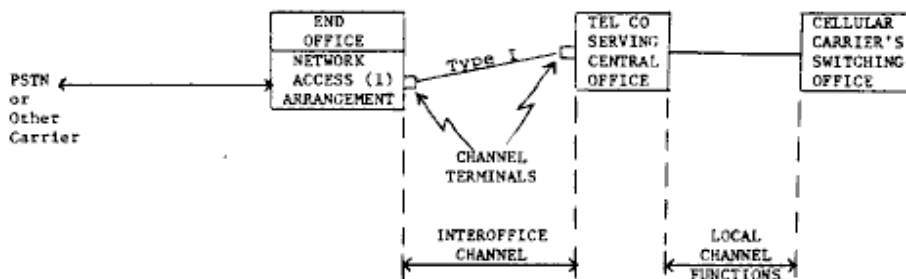 END
OFFICE
NETWORK
ACCESS (1)
ARRANGEMENT
PSTN
or
Other
Carrier
Type I
TEL CO
SERVING
CENTRAL
OFFICE
CELLULAR
CARRIER'S
SWITCHING
OFFICE
CHANNEL
TERMINALS
INTEROFFICE
CHANNEL
LOCAL
CHANNEL
FUNCTIONS